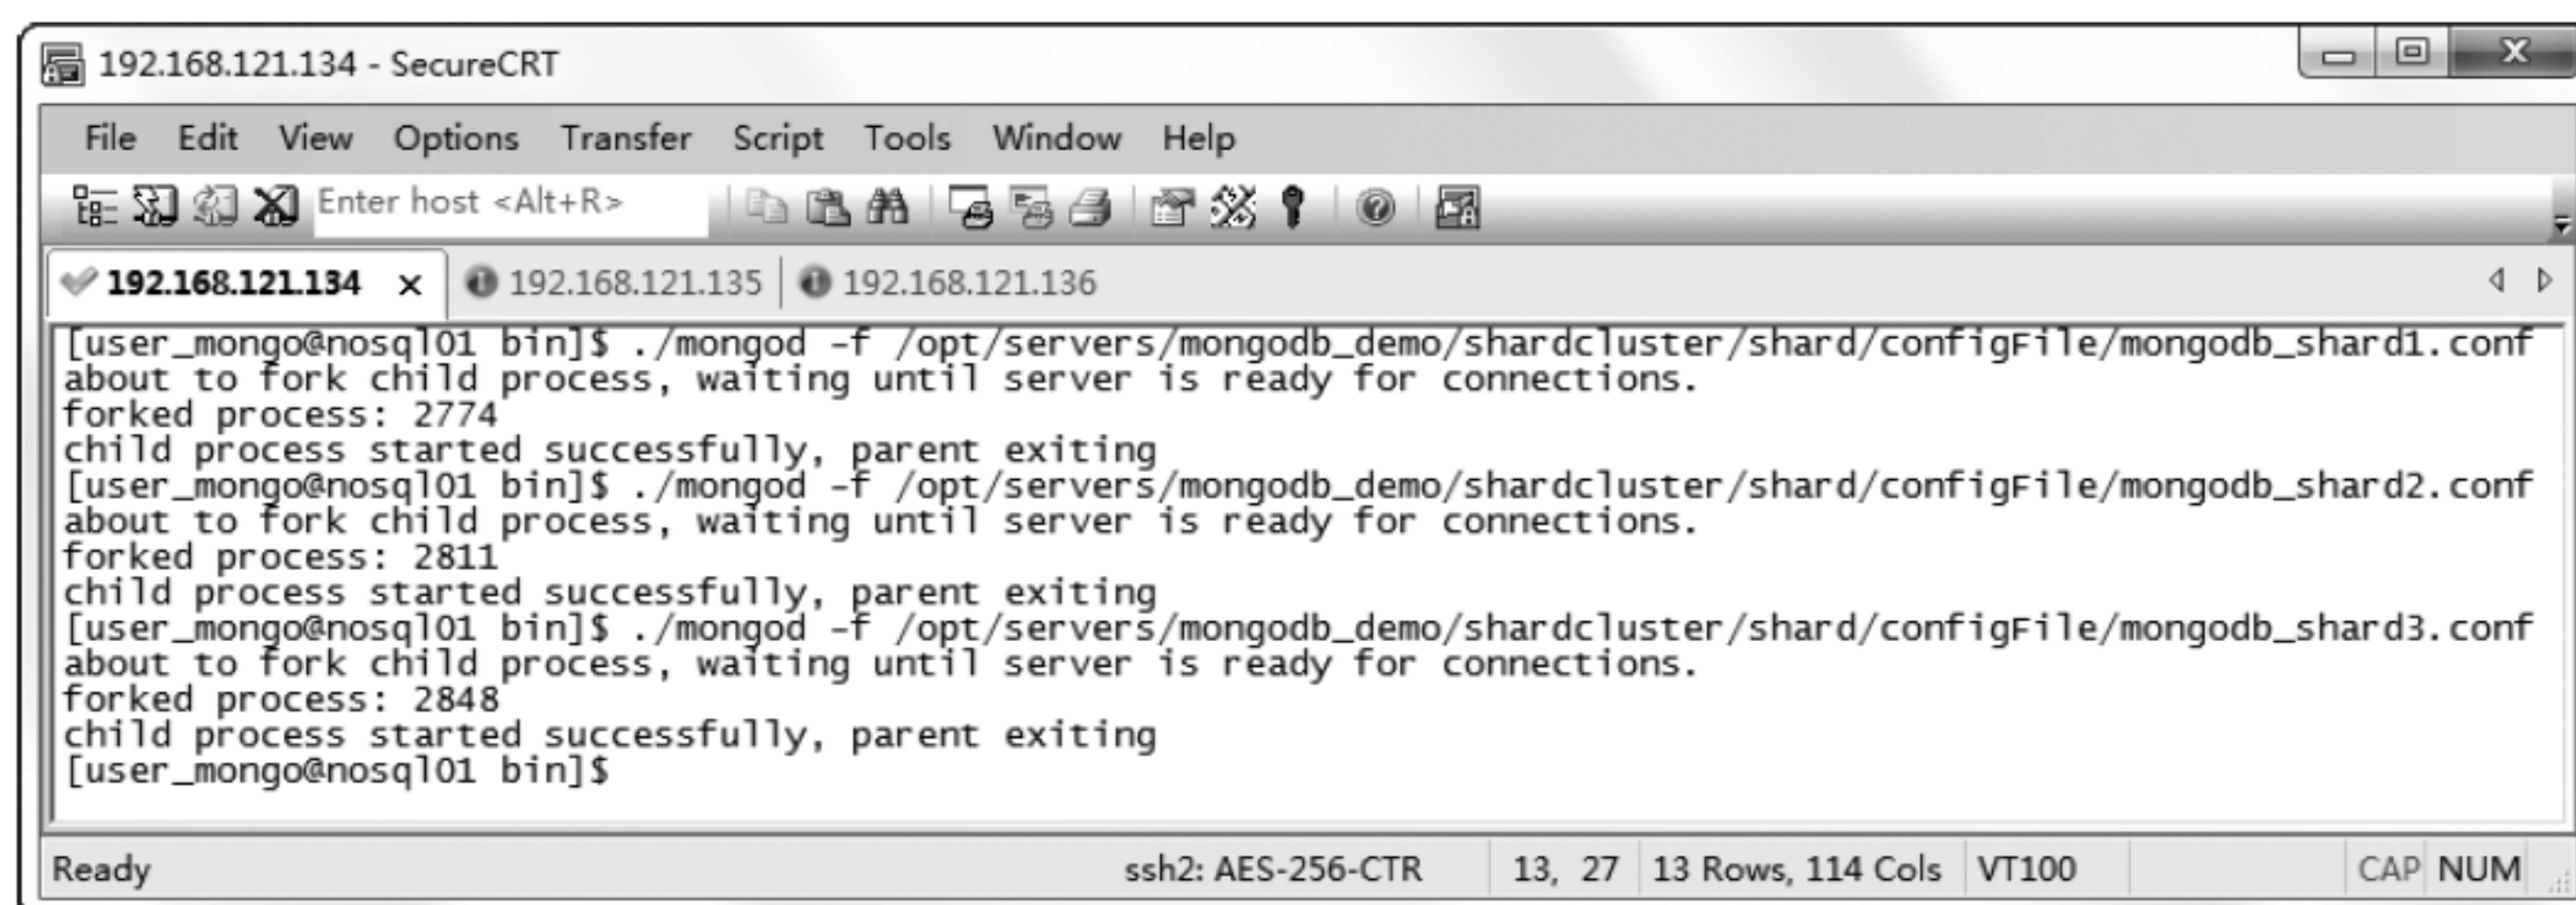 192.168.121.134 - SecureCRT
File Edit View Options Transfer Script Tools Window Help
Enter host <Alt+R>
192.168.121.134 192.168.121.135 192.168.121.136
[user_mongo@nosql01 bin]$ ./mongod -f /opt/servers/mongodb_demo/shardcluster/shard/configFile/mongodb_shard1.conf
about to fork child process, waiting until server is ready for connections.
forked process: 2774
child process started successfully, parent exiting
[user_mongo@nosql01 bin]$ ./mongod -f /opt/servers/mongodb_demo/shardcluster/shard/configFile/mongodb_shard2.conf
about to fork child process, waiting until server is ready for connections.
forked process: 2811
child process started successfully, parent exiting
[user_mongo@nosql01 bin]$ ./mongod -f /opt/servers/mongodb_demo/shardcluster/shard/configFile/mongodb_shard3.conf
about to fork child process, waiting until server is ready for connections.
forked process: 2848
child process started successfully, parent exiting
[user_mongo@nosql01 bin]$
Ready ssh2: AES-256-CTR 13, 27 13 Rows, 114 Cols VT100 CAP NUM